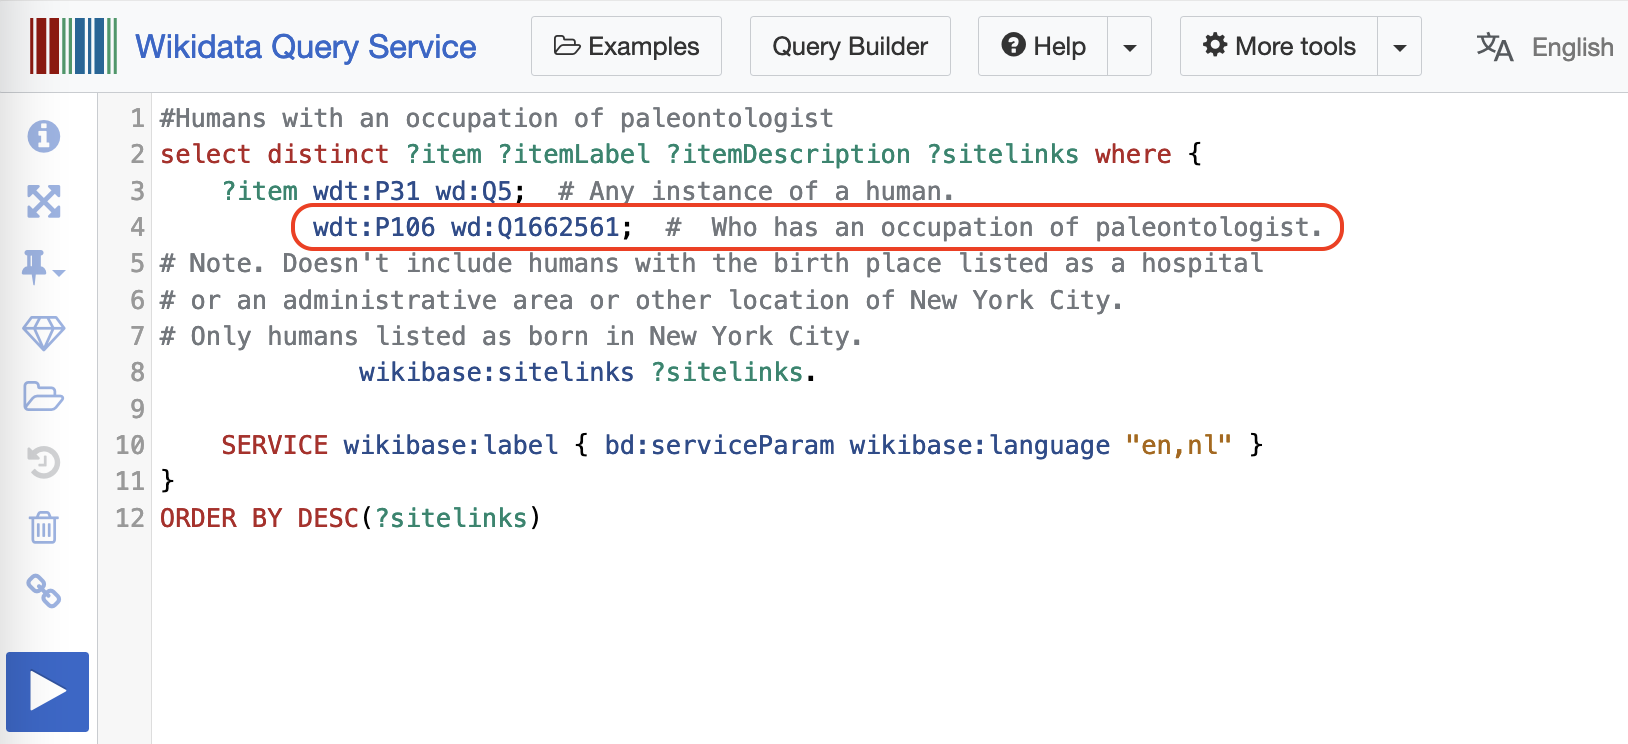 Wikidata Query Service Examples Query Builder Help More tools English
1 #Humans with an occupation of paleontologist
2 select distinct ?item ?itemLabel ?itemDescription ?sitelinks where {
3 ?item wdt:P31 wd:Q5; # Any instance of a human.
4 wdt:P106 wd:Q1662561; # Who has an occupation of paleontologist.
5 # Note. Doesn't include humans with the birth place listed as a hospital
6 # or an administrative area or other location of New York City.
7 # Only humans listed as born in New York City.
8 wikibase:sitelinks ?sitelinks.
9
10 SERVICE wikibase:label { bd:serviceParam wikibase:language "en,nl" }
11 }
12 ORDER BY DESC(?sitelinks)